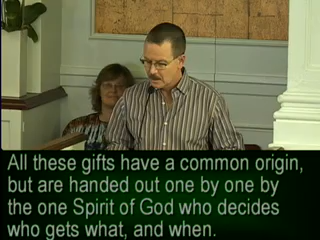 All these gifts have a common origin,
but are handed out one by one by
the one Spirit of God who decides
who gets what, and when.